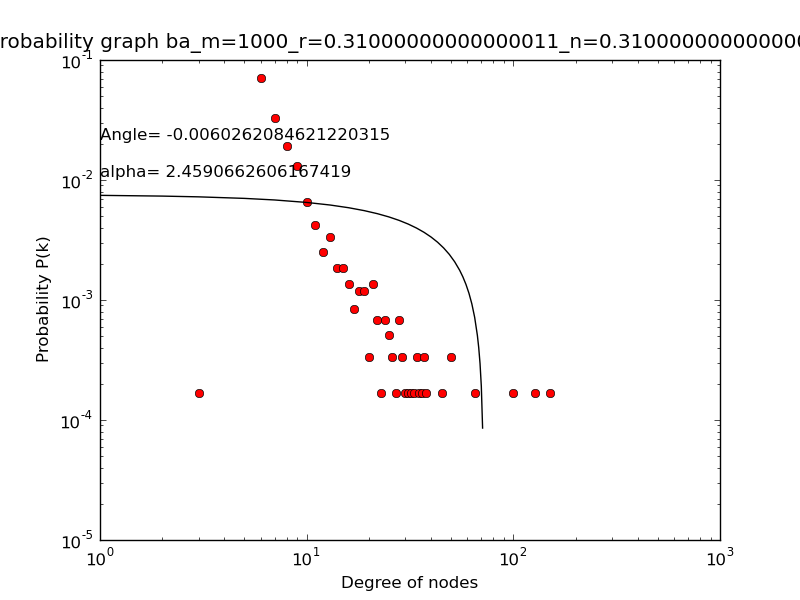 robability graph ba_m=1000_r=0.31000000000000011_n=0.3100000000000000
10^-1
Angle= -0.0060262084621220315
alpha= 2.4590662606167419
10^-2
10^-3
Probability P(k)
10^-4
10^-5
10^0 10^1 10^2 10^3
Degree of nodes